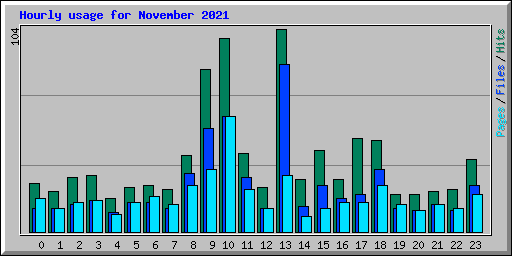 Hourly usage for November 2021
104
Pages/Files/Hits
0 1 2 3 4 5 6 7 8 9 10 11 12 13 14 15 16 17 18 19 20 21 22 23